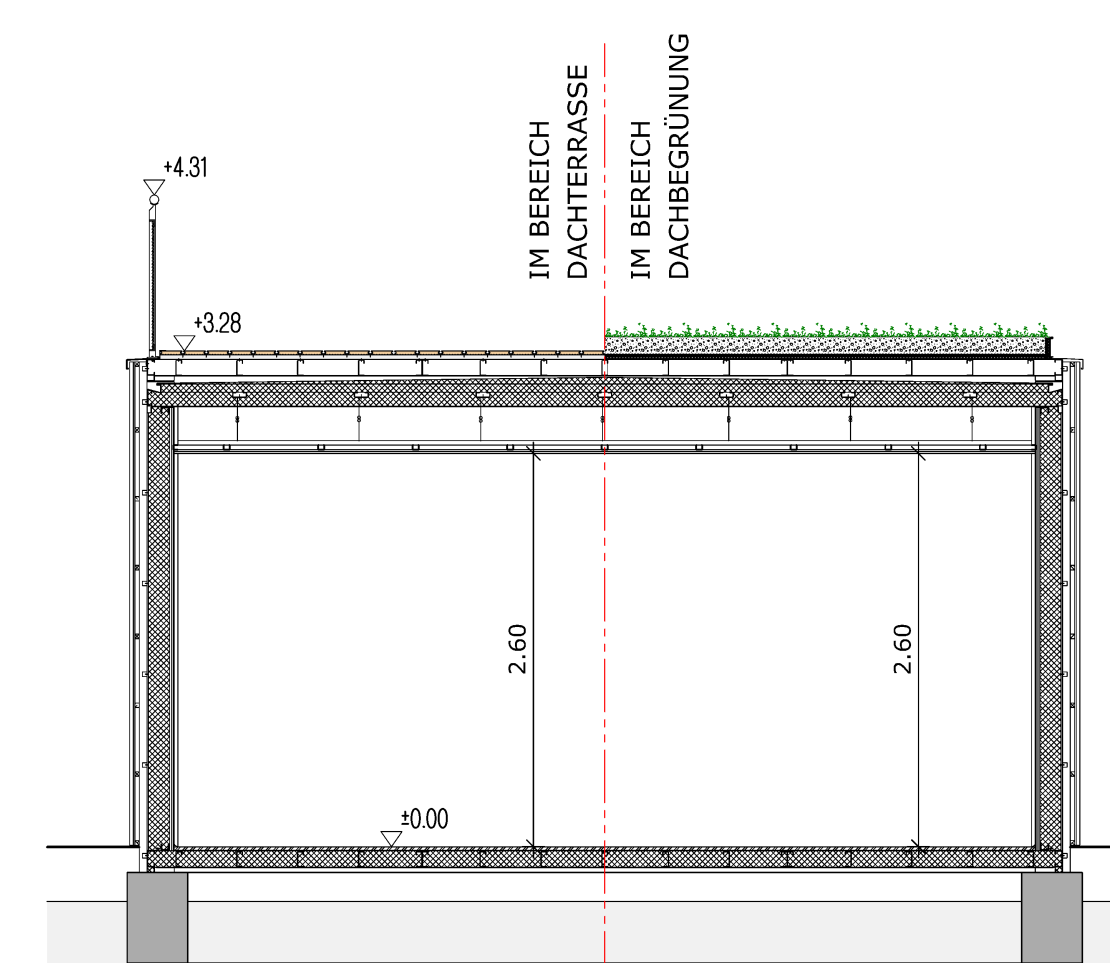 IM BEREICH
DACHTERRASSE
IM BEREICH
DACHBEGRÜNUNG
+4.31
+3.28
2.60
2.60
±0.00